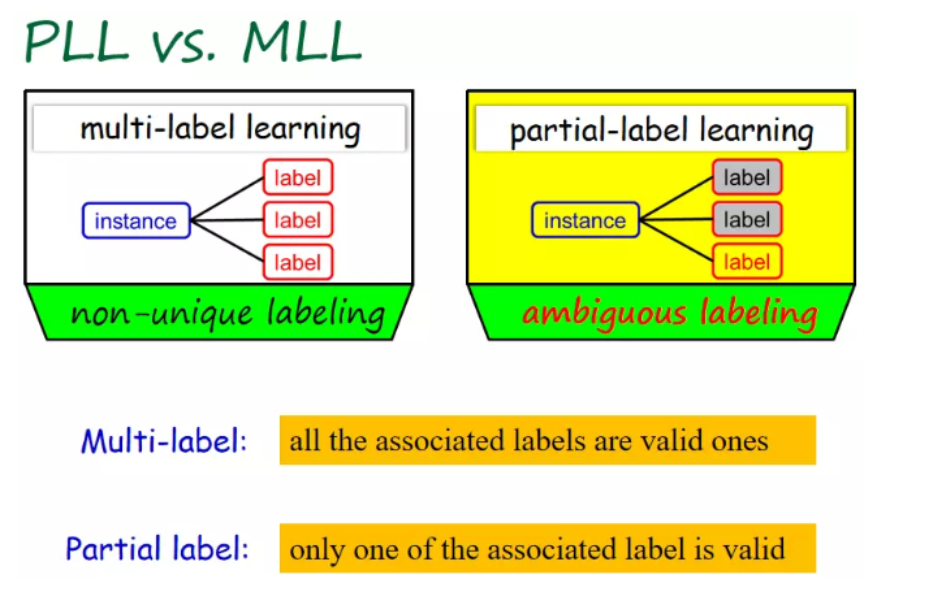 PLL vs. MLL
multi-label learning
label
instance
label
label
non-unique labeling
partial-label learning
label
instance
label
label
ambiguous labeling
Multi-label:
all the associated labels are valid ones
Partial label:
only one of the associated label is valid